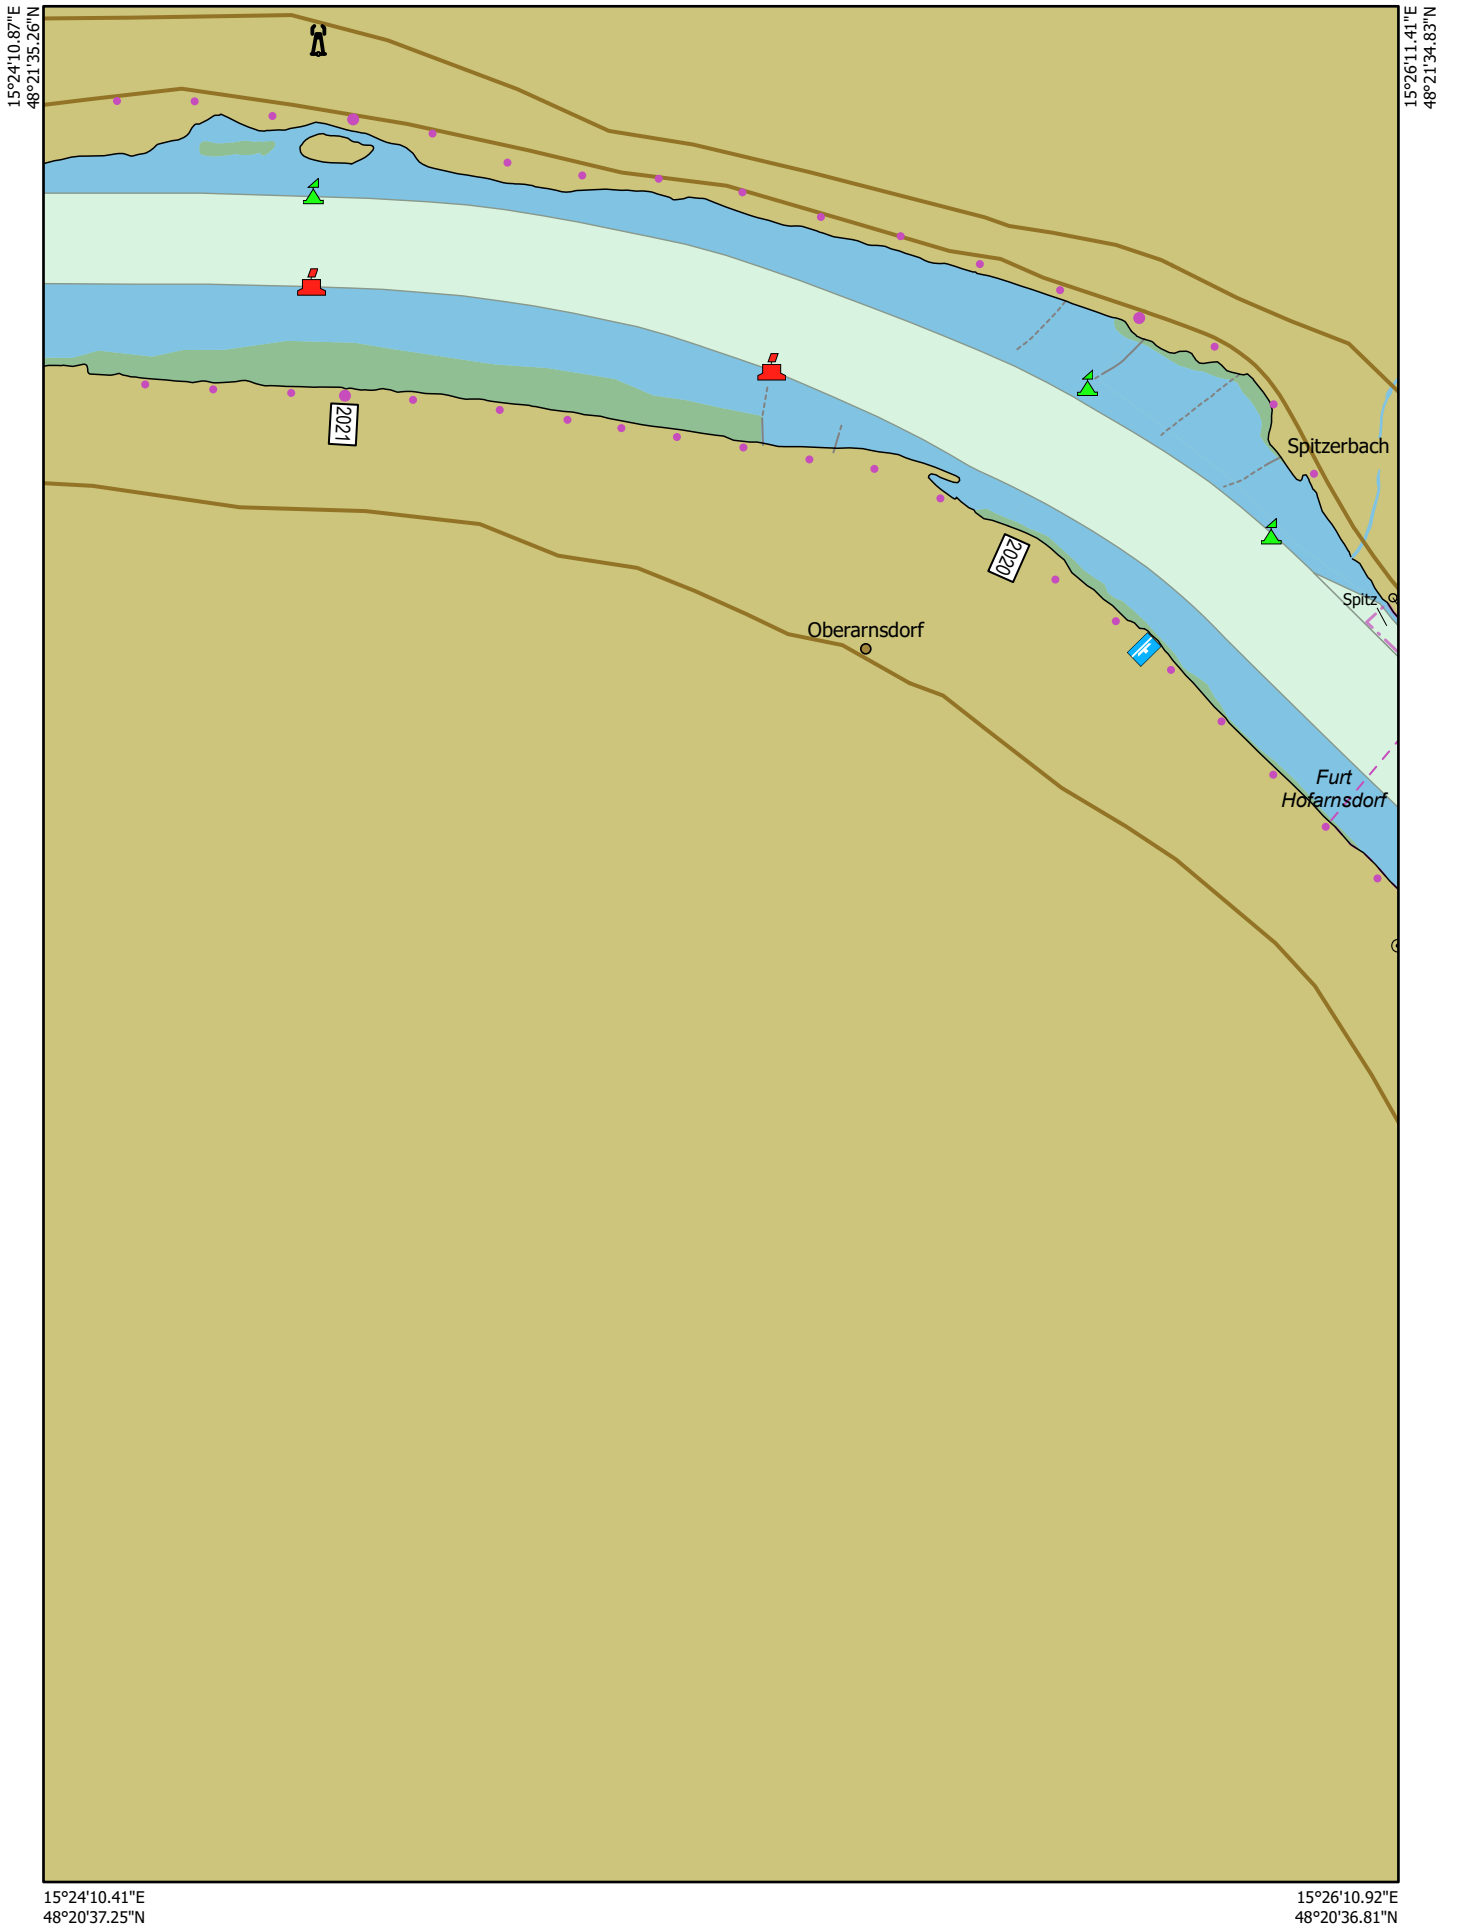 15°24'10.87"E
48°21'35.26"N
15°26'11.41"E
48°21'34.83"N
2021
Spitzerbach
2020
Spitz
Oberarnsdorf
Furt
Hofarnsdorf
15°24'10.41"E
48°20'37.25"N
15°26'10.92"E
48°20'36.81"N